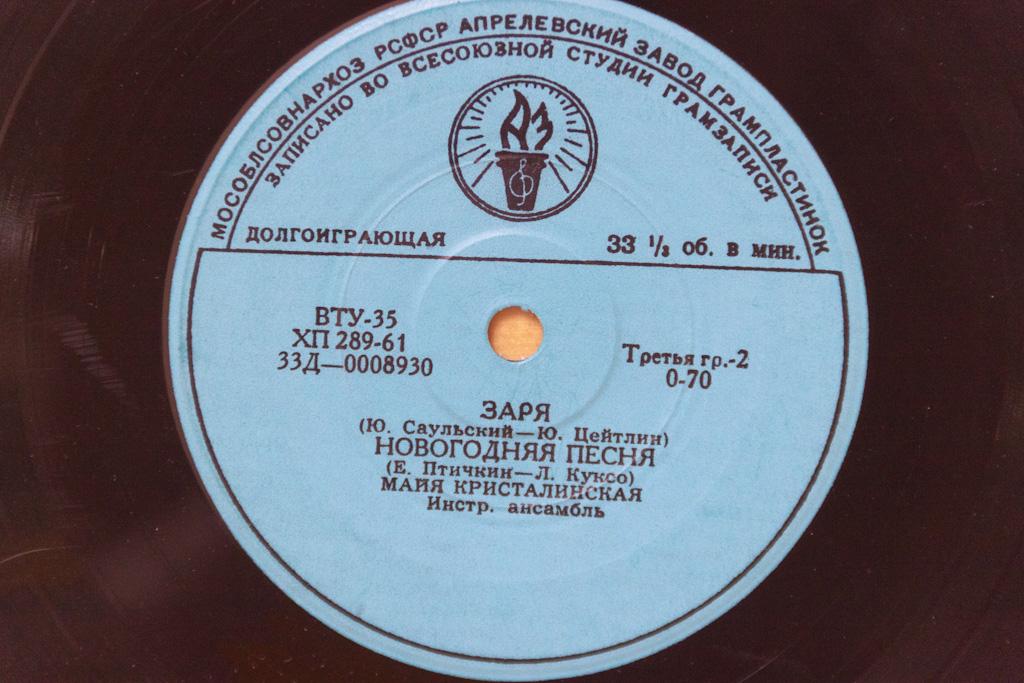 МОСОБЛСОВНАРХОЗ РСФСР АПРЕЛЕВСКИЙ ЗАВОД ГРАМПЛАСТИНОК
ЗАПИСАНО ВО ВСЕСОЮЗНОЙ СТУДИИ ГРАМЗАПИСИ
АЗ
ДОЛГОИГРАЮЩАЯ 33 ⅓ об. в мин.
ВТУ-35
ХП 289-61
33Д—0008930
Третья гр.-2
0-70
ЗАРЯ
(Ю. Саульский—Ю. Цейтлин)
НОВОГОДНЯЯ ПЕСНЯ
(Е. Птичкин—Л. Куксо)
МАЙЯ КРИСТАЛИНСКАЯ
Инстр. ансамбль